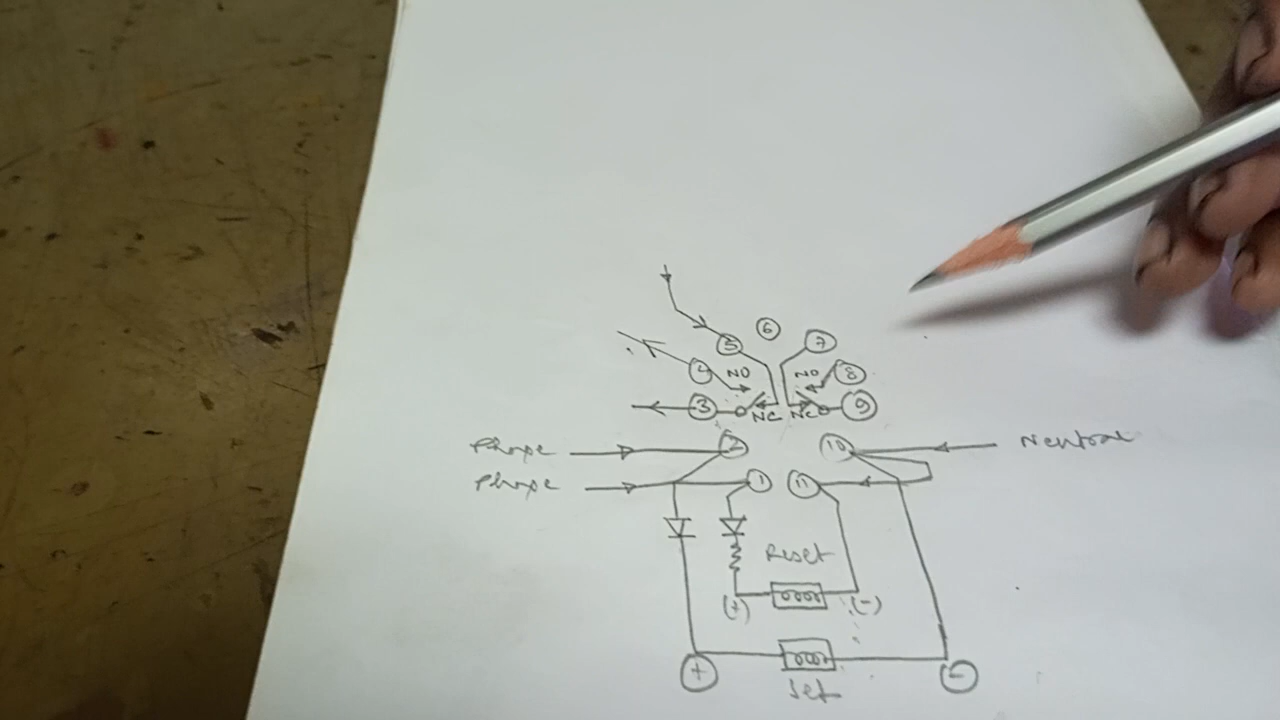 6
5 7
4 NO NO 8
3 NC NC 9
Phase 2 10 Neutral
Phase 1 11
Reset
(+) (-)
+ -
Set